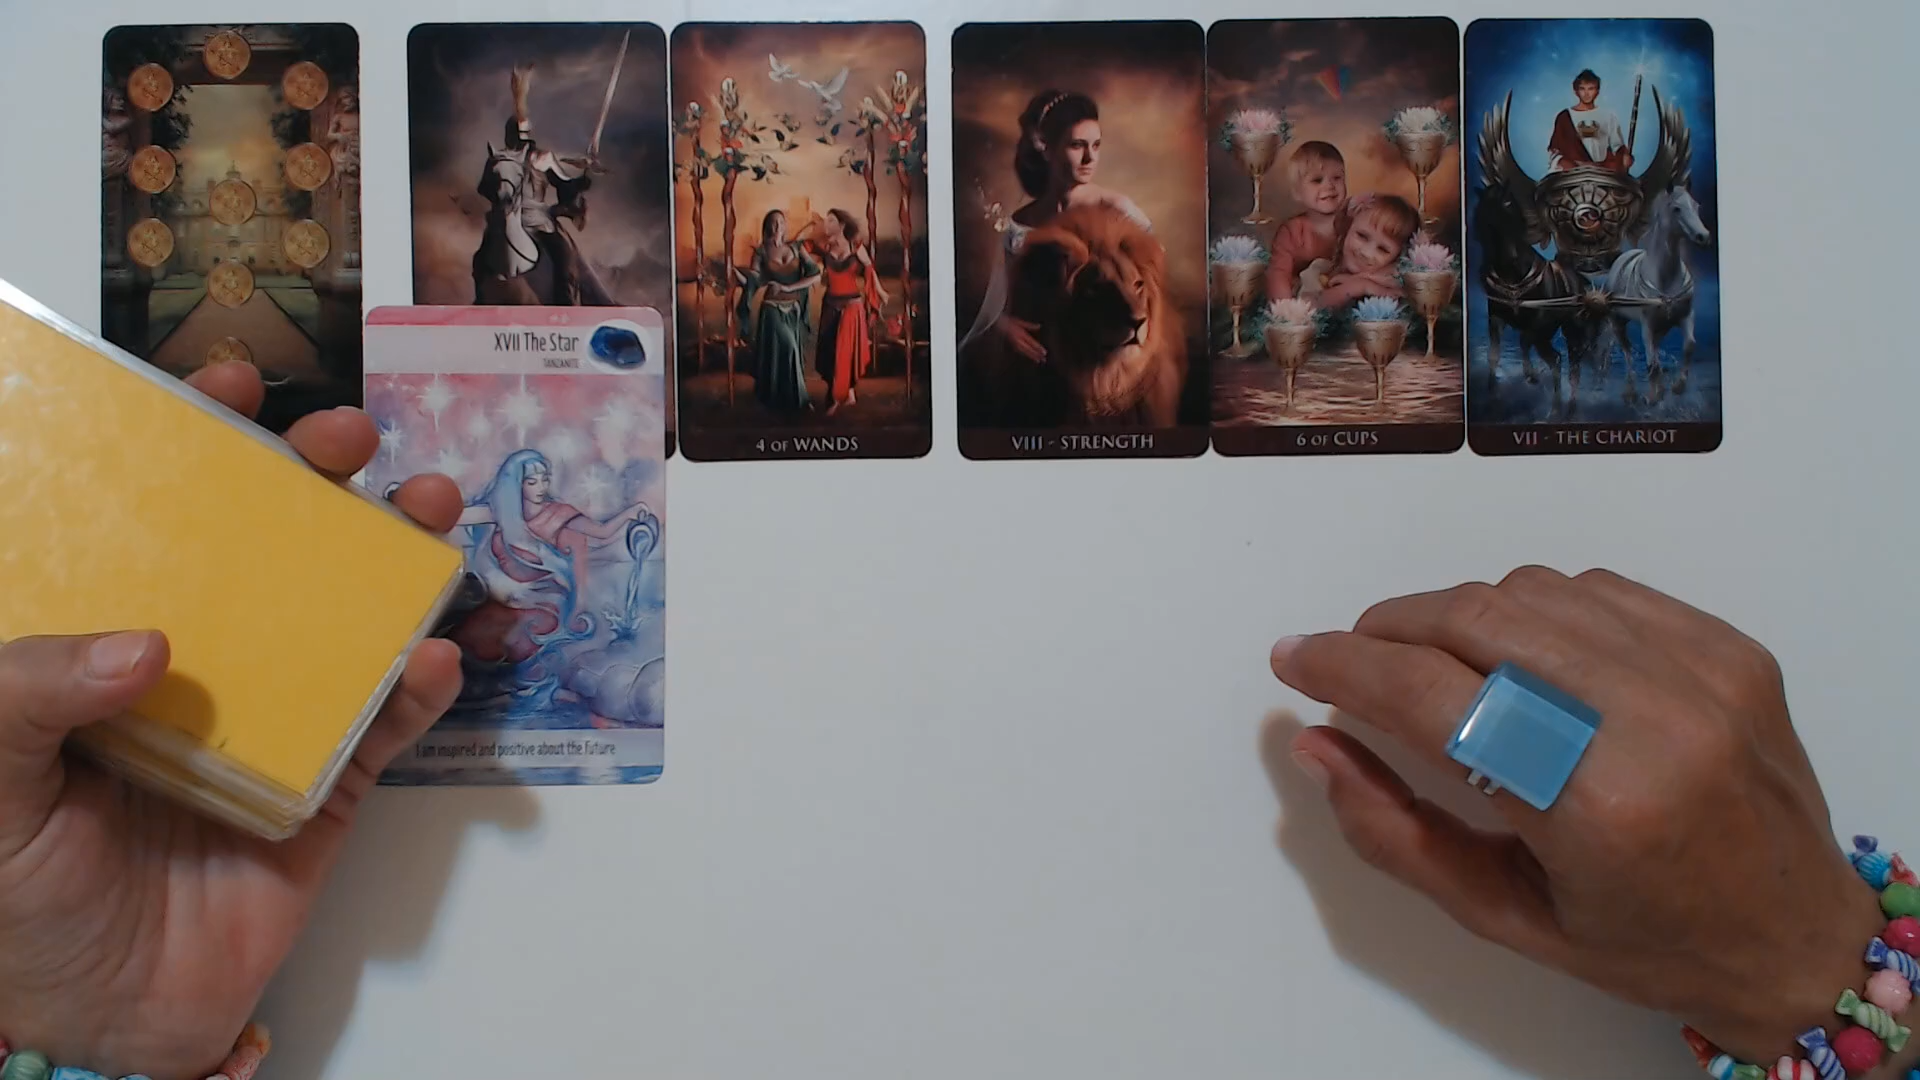 XVII The Star
TANZANITE
4 OF WANDS
VIII - STRENGTH
6 OF CUPS
VII - THE CHARIOT
I am inspired and positive about the future